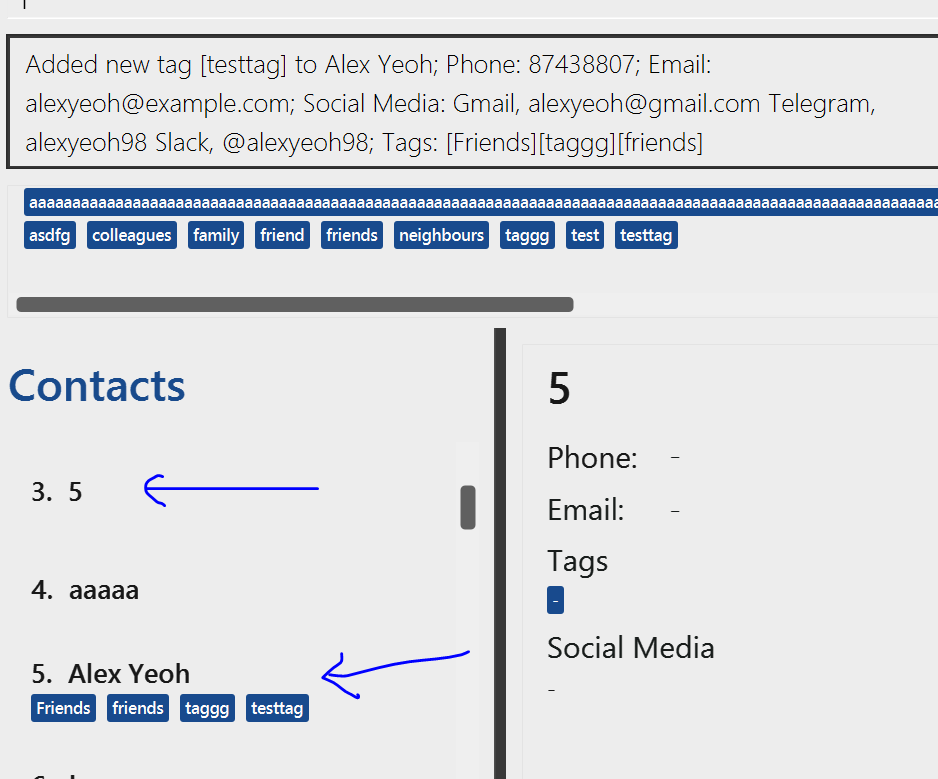 Added new tag [testtag] to Alex Yeoh; Phone: 87438807; Email:
alexyeoh@example.com; Social Media: Gmail, alexyeoh@gmail.com Telegram,
alexyeoh98 Slack, @alexyeoh98; Tags: [Friends][taggg][friends]
asdfg colleagues family friend friends neighbours taggg test testtag
Contacts
3. 5
4. aaaaa
5. Alex Yeoh
Friends friends taggg testtag
5
Phone: -
Email: -
Tags
-
Social Media
-